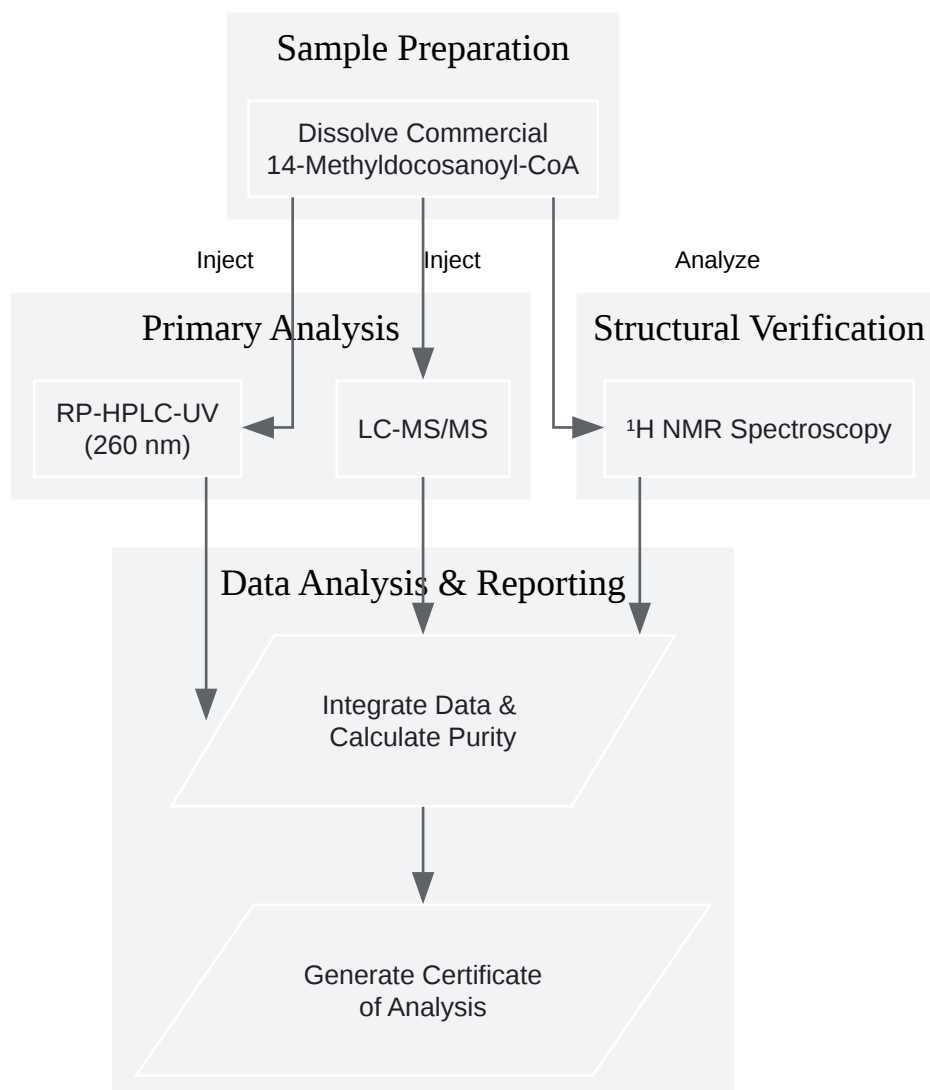 Sample Preparation
Dissolve Commercial
14-Methyldocosanoyl-CoA
Inject
Inject
Analyze
Primary Analysis
Structural Verification
RP-HPLC-UV
(260 nm)
LC-MS/MS
¹H NMR Spectroscopy
Data Analysis & Reporting
Integrate Data &
Calculate Purity
Generate Certificate
of Analysis